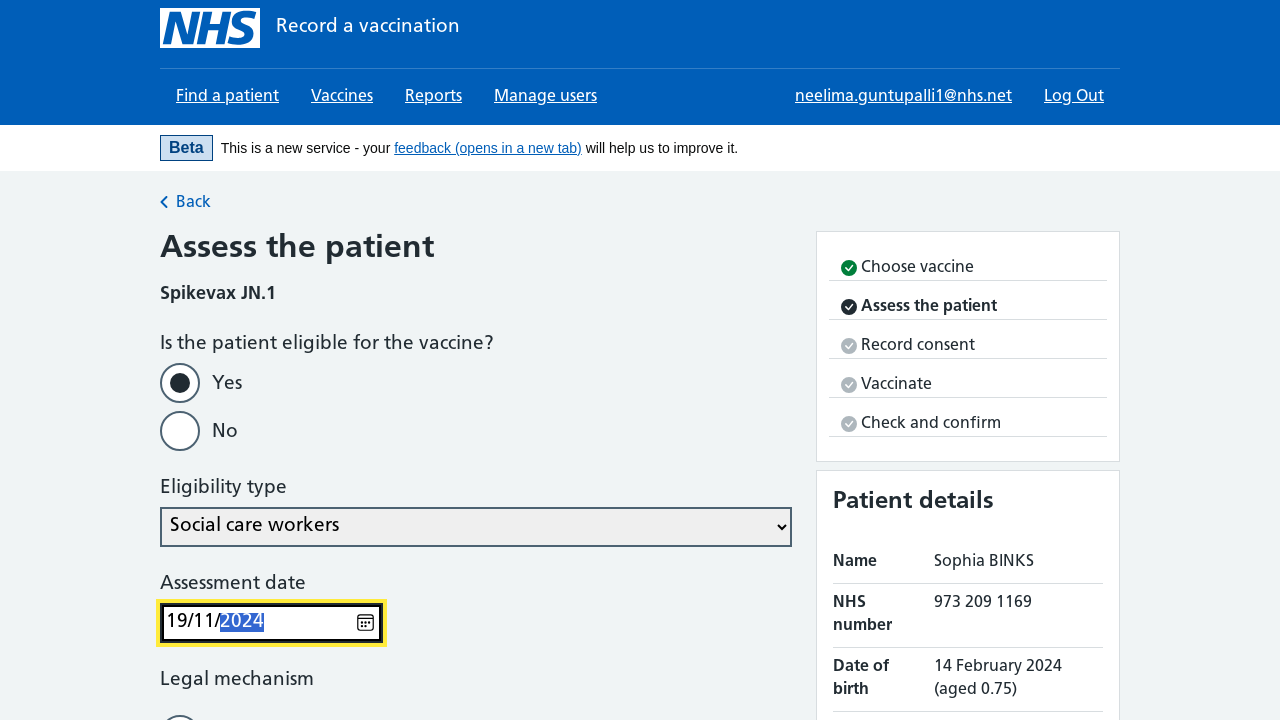 NHS Record a vaccination
Find a patient Vaccines Reports Manage users neelima.guntupalli1@nhs.net Log Out
Beta This is a new service - your feedback (opens in a new tab) will help us to improve it.
Back
Assess the patient
Spikevax JN.1
Is the patient eligible for the vaccine?
Yes
No
Eligibility type
Social care workers
Assessment date
19/11/2024
Legal mechanism
Choose vaccine
Assess the patient
Record consent
Vaccinate
Check and confirm
Patient details
Name Sophia BINKS
NHS number 973 209 1169
Date of birth 14 February 2024 (aged 0.75)